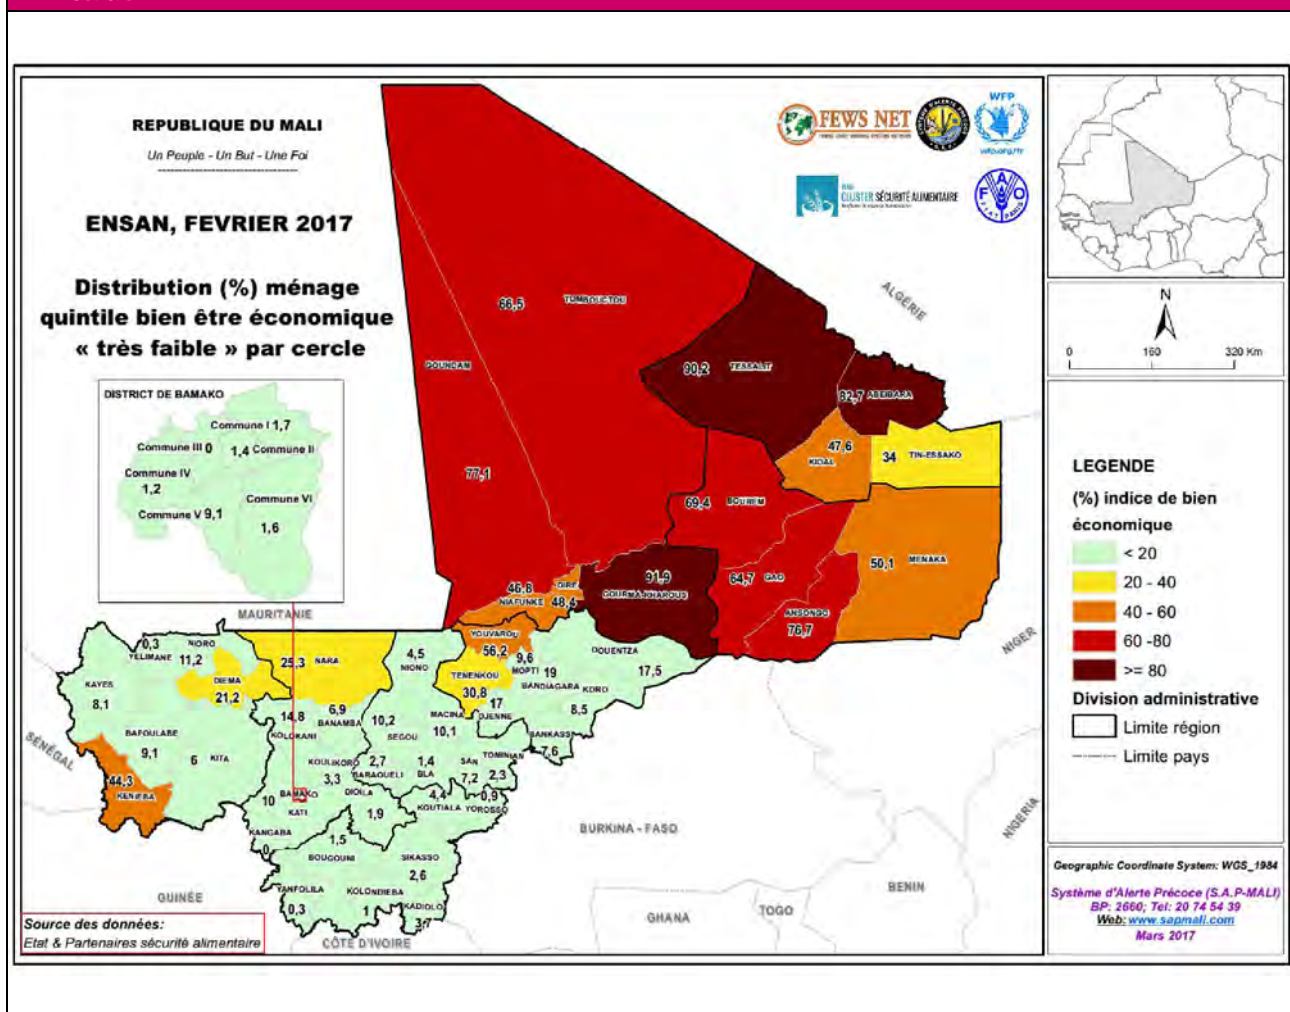 REPUBLIQUE DU MALI
Un Peuple - Un But - Une Foi
ENSAN, FEVRIER 2017
Distribution (%) ménage
quintile bien être économique
« très faible » par cercle
FEWS NET
WFP
wfp.org/fr
CLUSTER SÉCURITÉ ALIMENTAIRE
F A O
FIAT PANIS
DISTRICT DE BAMAKO
Commune I 1,7
Commune III 0
1,4 Commune II
Commune IV
1,2
Commune V 9,1
Commune VI
1,6
ALGÉRIE
66,5 TOMBOUCTOU
GOUNDAM
77,1
90,2 TESSALIT
82,7 ABEIBARA
47,6
KIDAL
34 TIN-ESSAKO
69,4 BOUREM
50,1 MENAKA
64,7 GAO
ANSONGO
76,7
91,9
GOURMA-RHAROUS
46,8 DIRE
NIAFUNKE 48,4
MAURITANIE
NIGER
0,3 NIORO
YELIMANE
11,2
DIEMA
21,2
25,3 NARA
4,5
NIONO
YOUVAROU
56,2
9,6
MOPTI
DOUENTZA
17,5
TENENKOU
30,8
19
BANDIAGARA KORO
8,5
17
DJENNE
KAYES
8,1
14,8
KOLOKANI
6,9
BANAMBA
10,2
SEGOU
MACINA
10,1
BANKASS
7,6
BAFOULABE
9,1
6 KITA
SÉNÉGAL
44,3
KENIEBA
KOULIKORO
3,3
2,7
BARAOUELI
1,4
BLA
SAN
7,2
TOMINIAN
2,3
10
BAMAKO
KATI
DIOILA
1,9
4,4
KOUTIALA
0,9
YOROSSO
KANGABA
0
1,5
BOUGOUNI
SIKASSO
2,6
YANFOLILA
0,3
KOLONDIEBA
1
KADIOLO
3,7
GUINÉE
CÔTE D'IVOIRE
BURKINA - FASO
GHANA
TOGO
BENIN
NIGERIA
Source des données:
Etat & Partenaires sécurité alimentaire
N
0 160 320 Km
LEGENDE
(%) indice de bien
économique
< 20
20 - 40
40 - 60
60 -80
>= 80
Division administrative
Limite région
Limite pays
Geographic Coordinate System: WGS_1984
Système d'Alerte Précoce (S.A.P-MALI)
BP: 2660; Tel: 20 74 54 39
Web: www.sapmali.com
Mars 2017